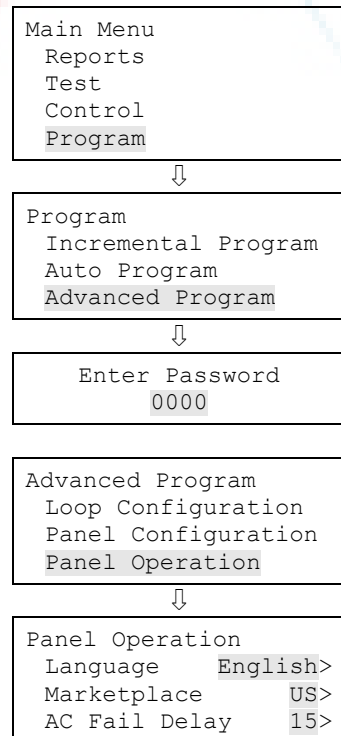 Main Menu
Reports
Test
Control
Program
⇩
Program
Incremental Program
Auto Program
Advanced Program
⇩
Enter Password
0000
Advanced Program
Loop Configuration
Panel Configuration
Panel Operation
⇩
Panel Operation
Language English>
Marketplace US>
AC Fail Delay 15>